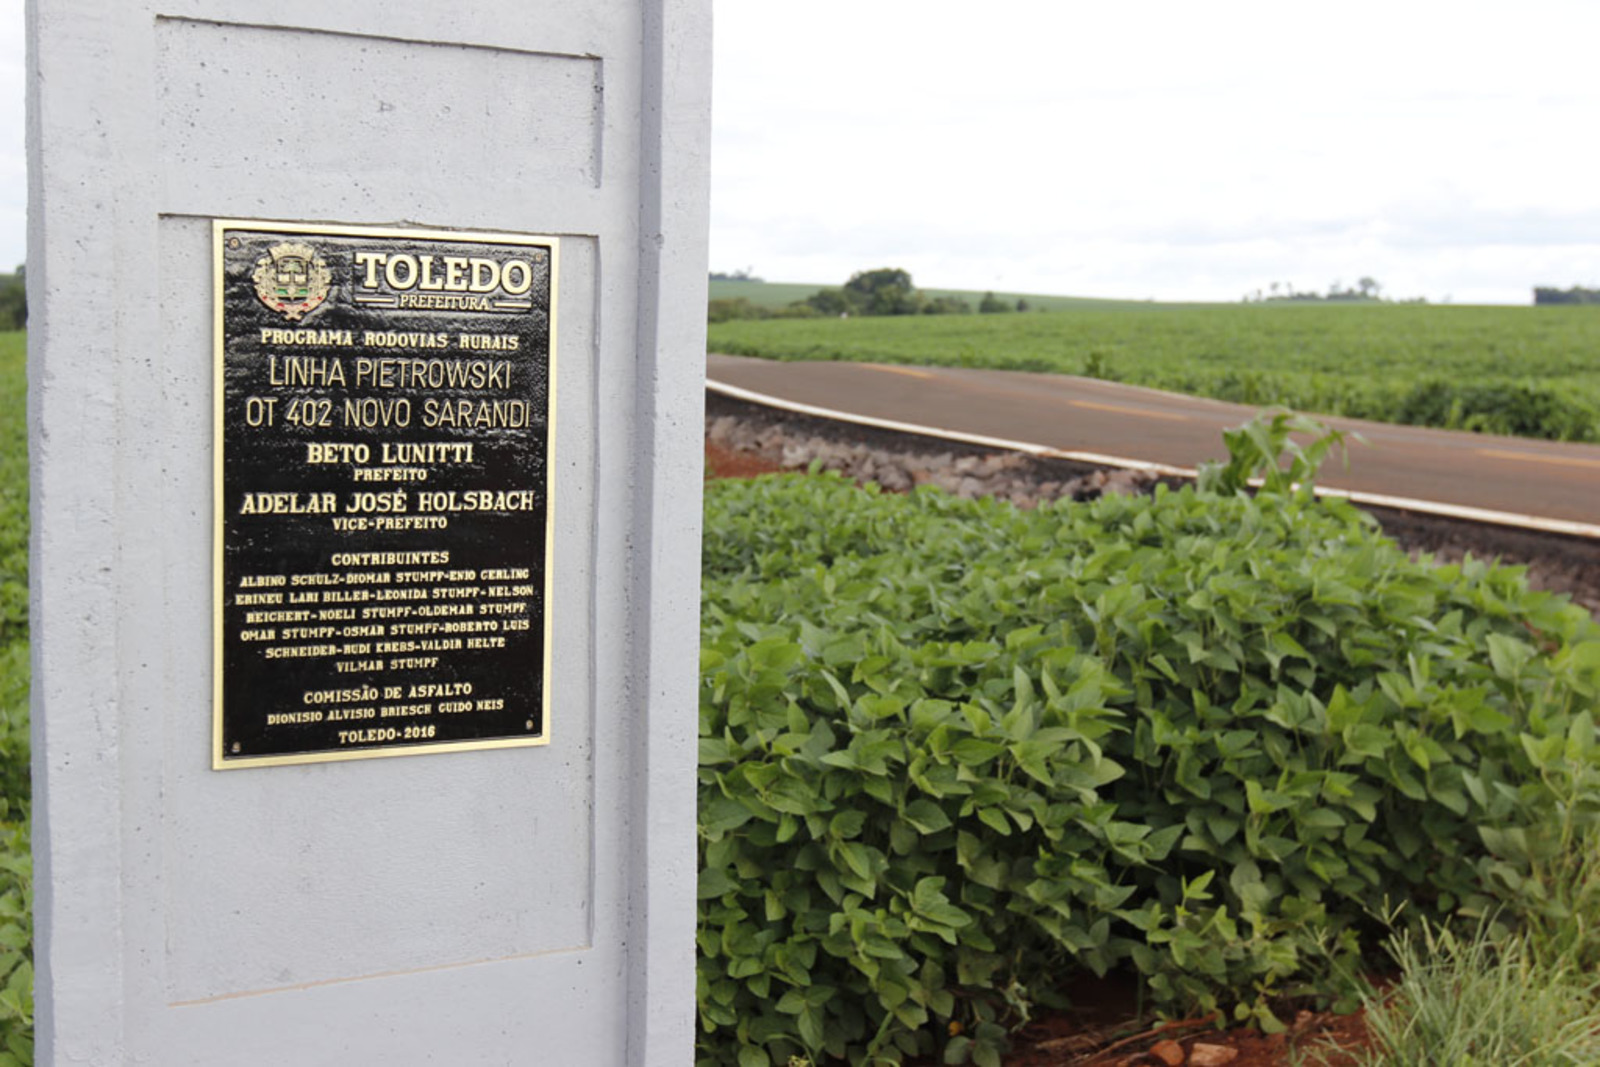 TOLEDO
PREFEITURA
PROGRAMA RODOVIAS RURAIS
LINHA PIETROWSKI
OT 402 NOVO SARANDI
BETO LUNITTI
PREFEITO
ADELAR JOSÉ HOLSBACH
VICE-PREFEITO
CONTRIBUINTES
ALBINO SCHULZ-DIOMAR STUMPF-ENIO GERLING
ERINEU LARI BILLER-LEONIDA STUMPF-NELSON
REICHERT-NOELI STUMPF-OLDEMAR STUMPF
OMAR STUMPF-OSMAR STUMPF-ROBERTO LUIS
SCHNEIDER-RUDI KREBS-VALDIR HELTE
VILMAR STUMPF
COMISSÃO DE ASFALTO
DIONISIO ALVISIO BRIESCH GUIDO NEIS
TOLEDO-2016